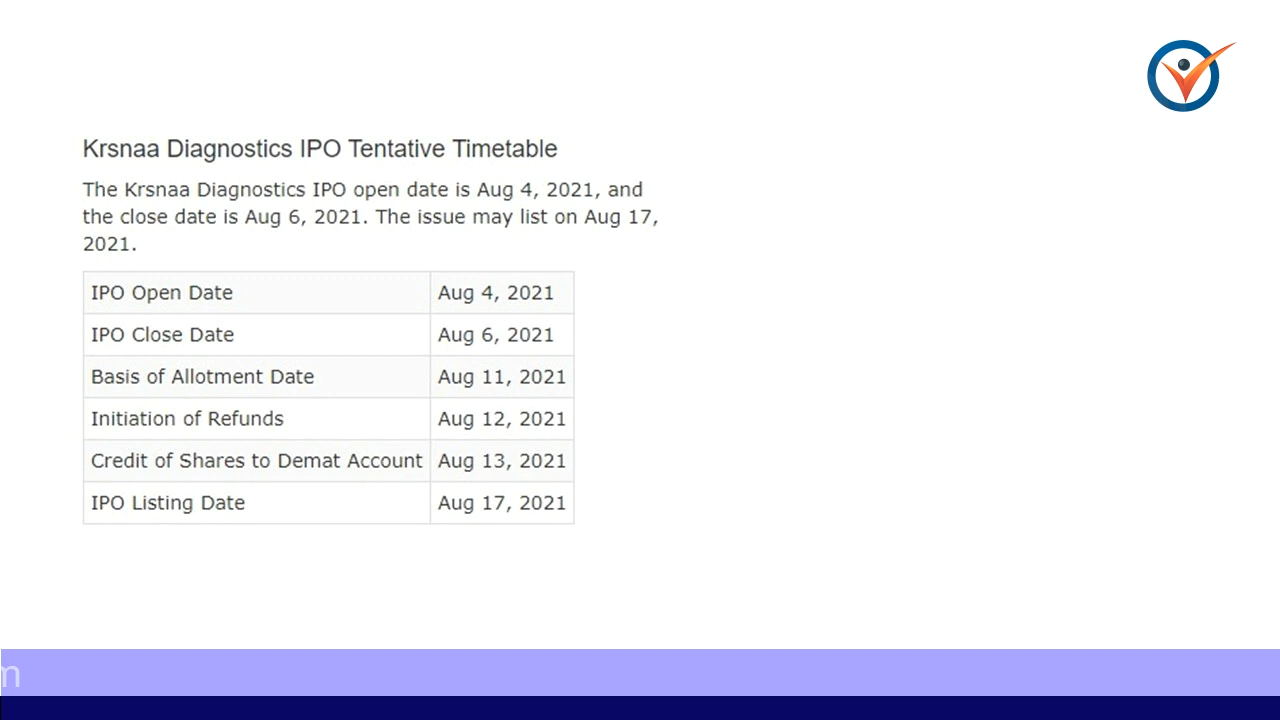 Krsnaa Diagnostics IPO Tentative Timetable
The Krsnaa Diagnostics IPO open date is Aug 4, 2021, and
the close date is Aug 6, 2021. The issue may list on Aug 17,
2021.
IPO Open Date Aug 4, 2021
IPO Close Date Aug 6, 2021
Basis of Allotment Date Aug 11, 2021
Initiation of Refunds Aug 12, 2021
Credit of Shares to Demat Account Aug 13, 2021
IPO Listing Date Aug 17, 2021